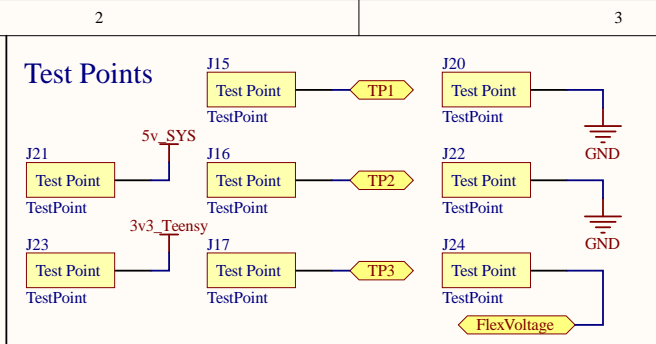 2
3
Test Points
J15
Test Point
TestPoint
TP1
J20
Test Point
TestPoint
GND
5v_SYS
J21
Test Point
TestPoint
J16
Test Point
TestPoint
TP2
J22
Test Point
TestPoint
GND
3v3_Teensy
J23
Test Point
TestPoint
J17
Test Point
TestPoint
TP3
J24
Test Point
TestPoint
FlexVoltage